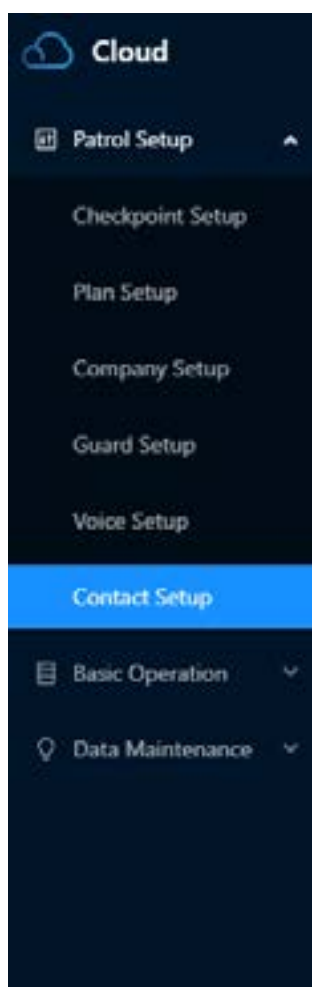 Cloud
Patrol Setup
Checkpoint Setup
Plan Setup
Company Setup
Guard Setup
Voice Setup
Contact Setup
Basic Operation
Data Maintenance